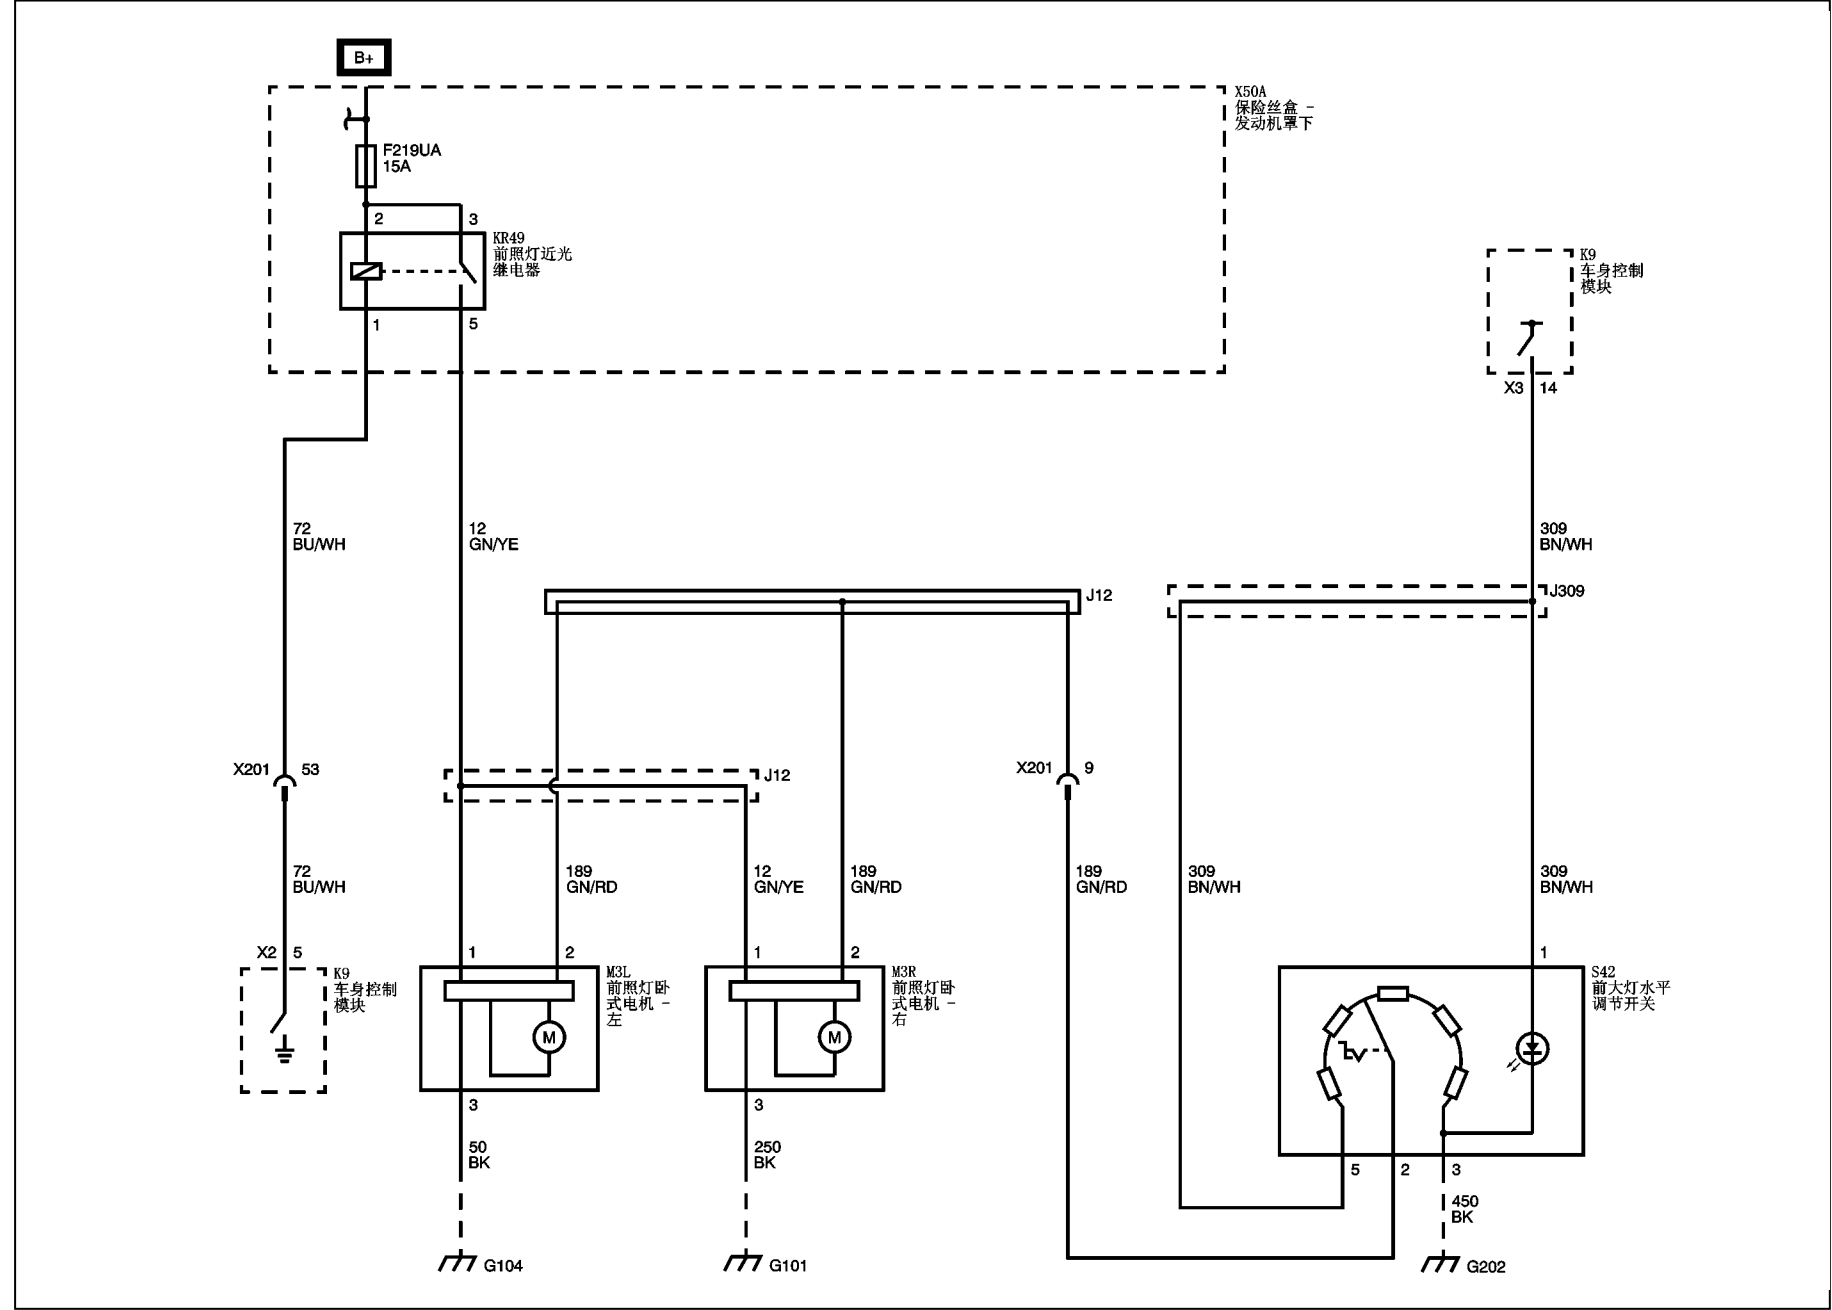 B+
X50A
保险丝盒 -
发动机罩下
F219UA
15A
2
3
KR49
前照灯近光
继电器
1
5
K9
车身控制
模块
X3
14
72
BU/WH
12
GN/YE
309
BN/WH
J12
J309
X201
53
J12
X201
9
72
BU/WH
189
GN/RD
12
GN/YE
189
GN/RD
189
GN/RD
309
BN/WH
309
BN/WH
X2
5
K9
车身控制
模块
1
2
M3L
前照灯卧
式电机 -
左
M
3
1
2
M3R
前照灯卧
式电机 -
右
M
3
1
S42
前大灯水平
调节开关
5
2
3
50
BK
250
BK
450
BK
G104
G101
G202